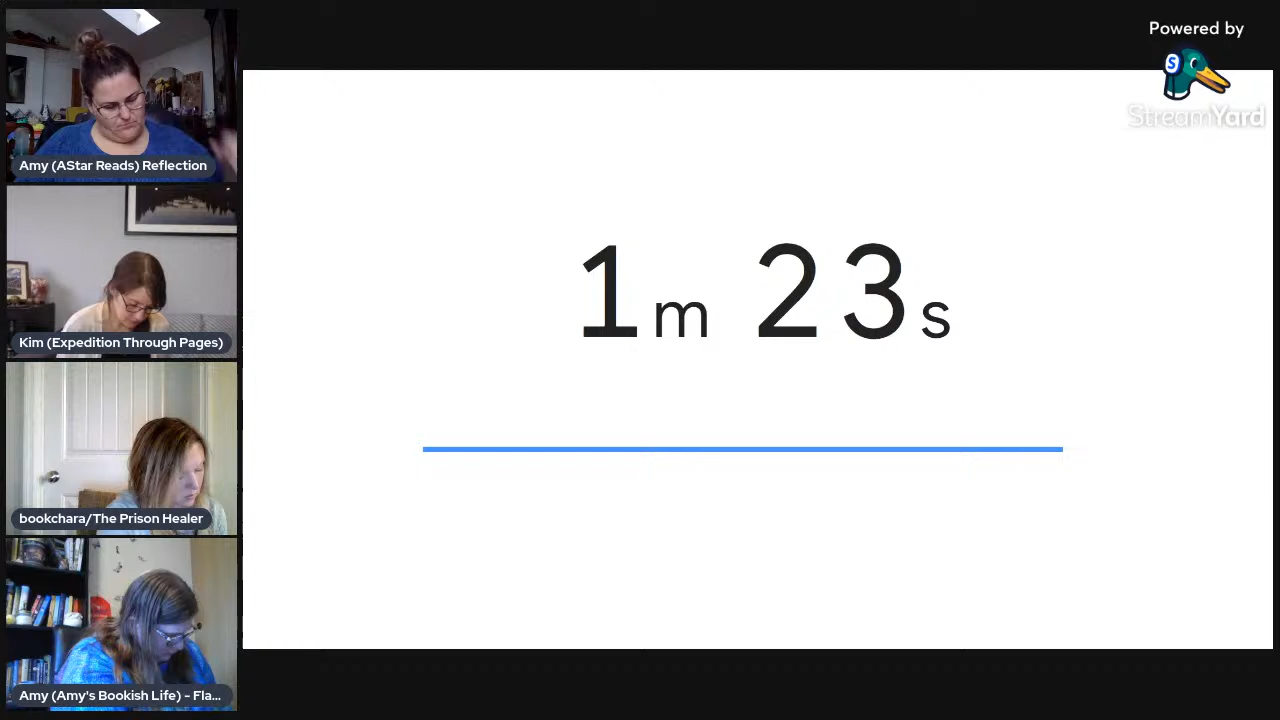 Amy (AStar Reads) Reflection
Kim (Expedition Through Pages)
bookchara/The Prison Healer
Amy (Amy's Bookish Life) - Fla...
1m 23s
Powered by
S
StreamYard